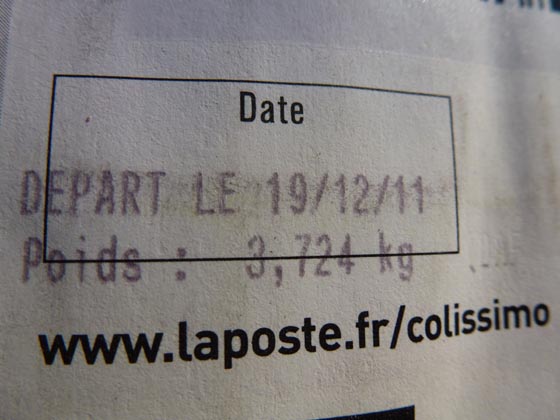 Date
DEPART LE 19/12/11
Poids : 3,724 kg
www.laposte.fr/colissimo